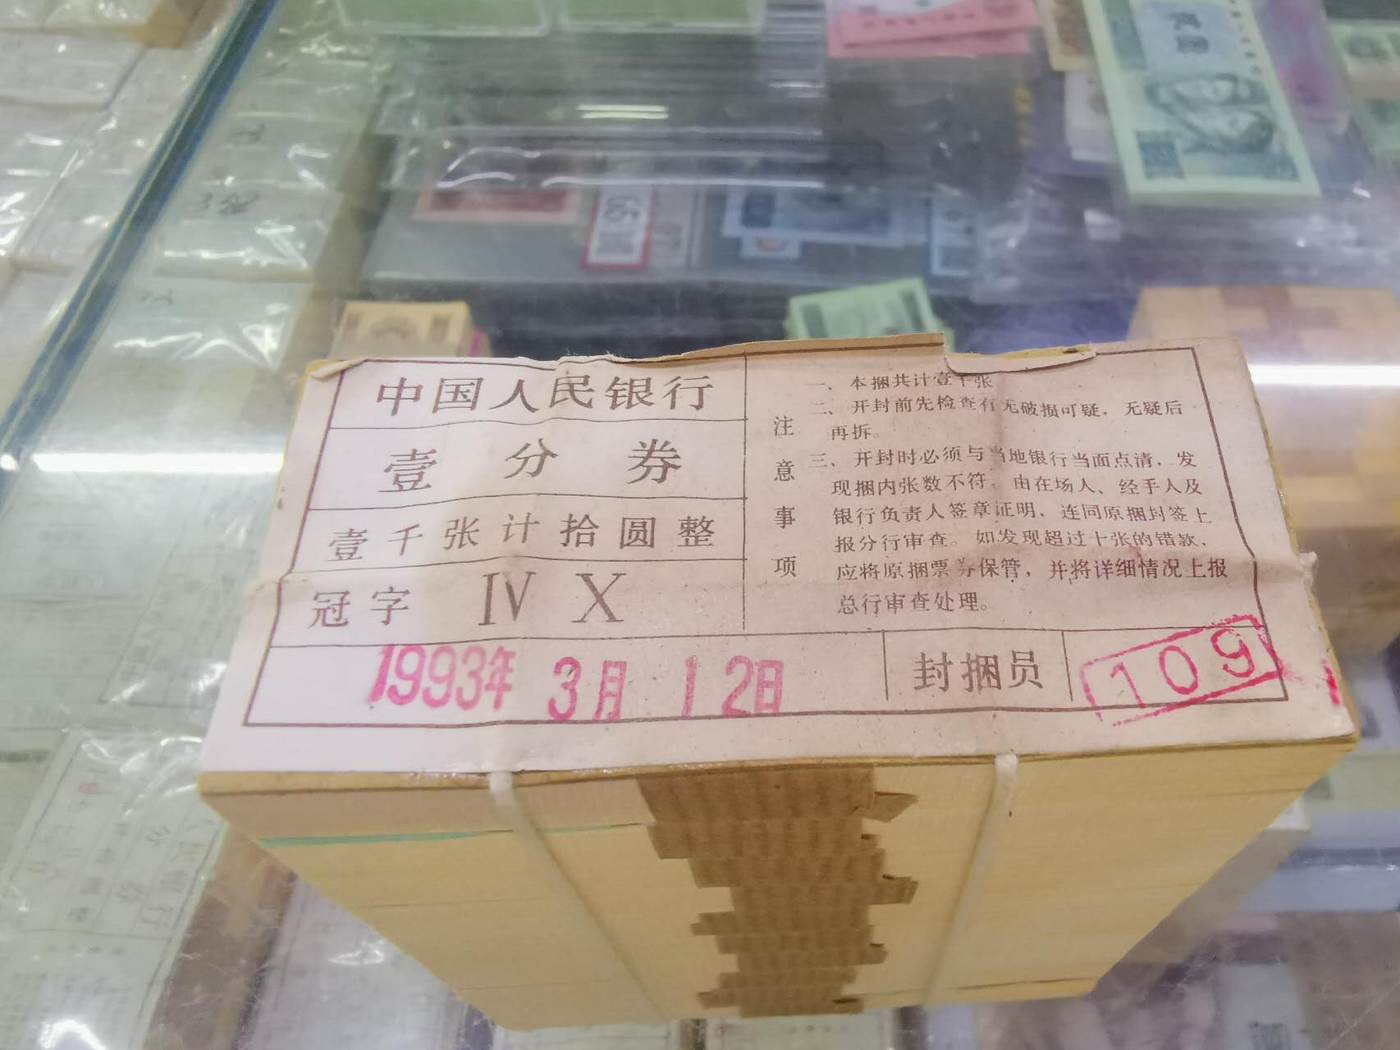 中国人民银行
壹分券
壹千张计拾圆整
冠字 Ⅳ Ⅹ
注意事项
一、本捆共计壹千张
二、开封前先检查有无破损可疑，无疑后
再拆。
三、开封时必须与当地银行当面点清，发
现捆内张数不符，由在场人、经手人及
银行负责人签章证明，连同原捆封签上
报分行审查。如发现超过十张的错款，
应将原捆票券保管，并将详细情况上报
总行审查处理。
1993年 3月 12日
封捆员
109